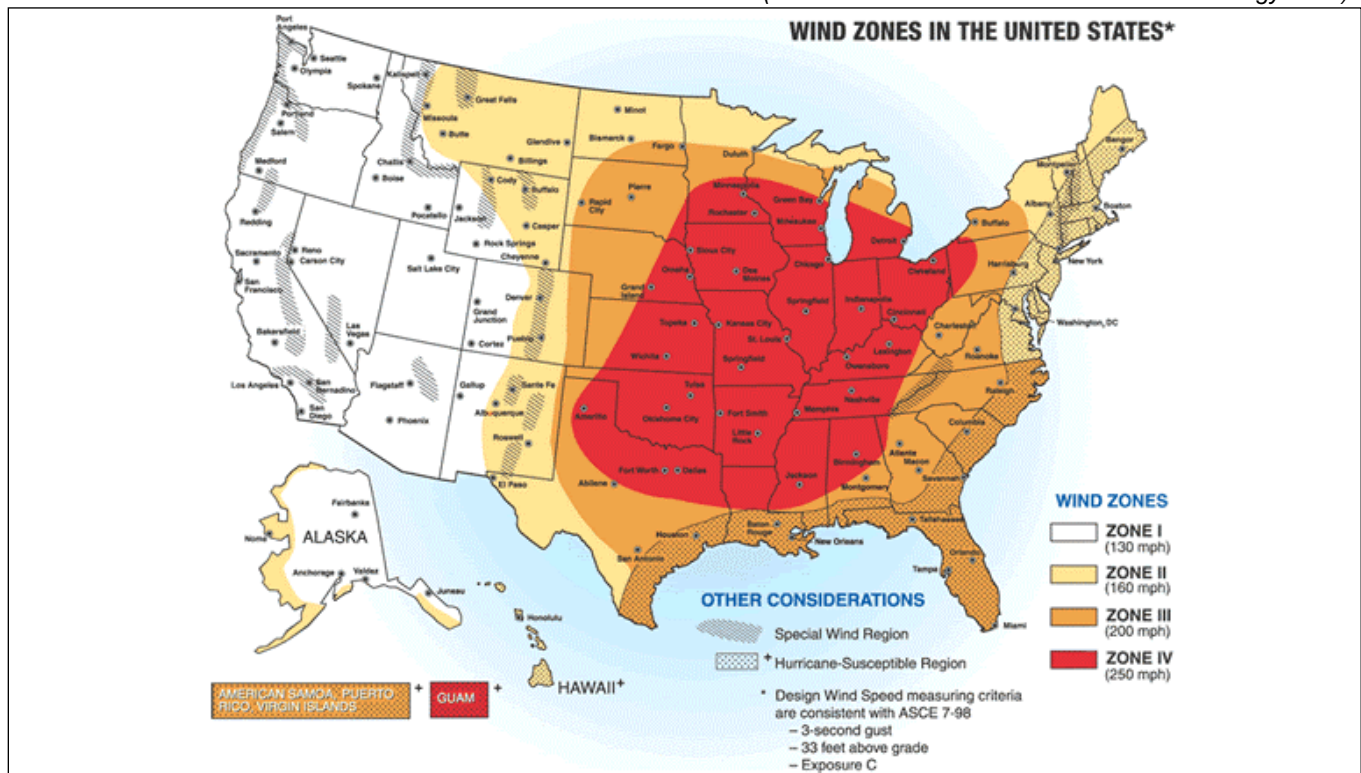 WIND ZONES IN THE UNITED STATES*
Port
Angeles
Seattle
Olympia
Spokane
Kalispell
Great Falls
Missoula
Butte
Glendive
Billings
Minot
Bismarck
Fargo
Duluth
Portland
Salem
Medford
Challis
Boise
Pocatello
Cody
Buffalo
Jackson
Casper
Rock Springs
Cheyenne
Pierre
Rapid
City
Minneapolis
Rochester
Green Bay
Milwaukee
Detroit
Buffalo
Albany
Montpelier
Bangor
Boston
New York
Harrisburg
Washington, DC
Redding
Sacramento
Reno
Carson City
San
Francisco
Salt Lake City
Bakersfield
Las
Vegas
Los Angeles
San
Bernadino
San
Diego
Grand
Junction
Cortez
Denver
Pueblo
Flagstaff
Phoenix
Gallup
Sante Fe
Albuquerque
Roswell
El Paso
Sioux City
Omaha
Des
Moines
Grand
Island
Chicago
Cleveland
Springfield
Indianapolis
Cincinnati
Topeka
Kansas City
St. Louis
Wichita
Springfield
Owensboro
Lexington
Charleston
Roanoke
Raleigh
Tulsa
Amarillo
Oklahoma City
Fort Smith
Little
Rock
Memphis
Nashville
Columbia
Atlanta
Macon
Savannah
Birmingham
Montgomery
Jackson
Fort Worth
Dallas
Abilene
Houston
San Antonio
Baton
Rouge
New Orleans
Tallahassee
Orlando
Tampa
Miami
Fairbanks
ALASKA
Nome
Anchorage
Valdez
Juneau
Honolulu
HAWAII+
AMERICAN SAMOA, PUERTO
RICO, VIRGIN ISLANDS
+
GUAM
+
WIND ZONES
ZONE I
(130 mph)
ZONE II
(160 mph)
ZONE III
(200 mph)
ZONE IV
(250 mph)
OTHER CONSIDERATIONS
Special Wind Region
+ Hurricane-Susceptible Region
* Design Wind Speed measuring criteria
are consistent with ASCE 7-98
– 3-second gust
– 33 feet above grade
– Exposure C